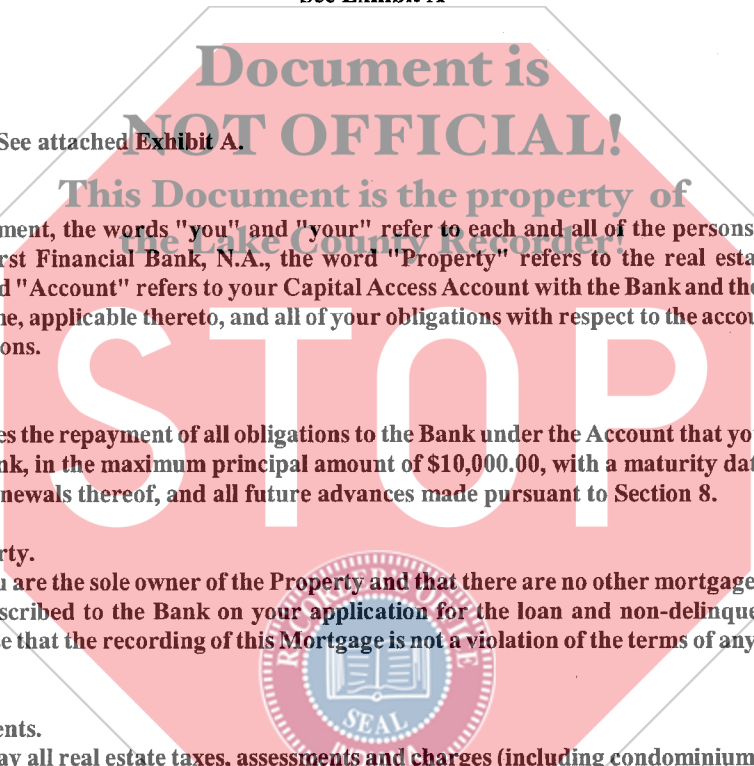 See Exhibit A
Document is
NOT OFFICIAL!
See attached Exhibit A.
This Document is the property of
the Lake County Recorder!
ment, the words "you" and "your" refer to each and all of the persons
rst Financial Bank, N.A., the word "Property" refers to the real esta
d "Account" refers to your Capital Access Account with the Bank and the
ne, applicable thereto, and all of your obligations with respect to the accou
ons.
STOP
es the repayment of all obligations to the Bank under the Account that yo
nk, in the maximum principal amount of $10,000.00, with a maturity dat
newals thereof, and all future advances made pursuant to Section 8.
rty.
u are the sole owner of the Property and that there are no other mortgage
scribed to the Bank on your application for the loan and non-delinque
e that the recording of this Mortgage is not a violation of the terms of any
SEAL
INDIANA
ents.
ay all real estate taxes, assessments and charges (including condominium